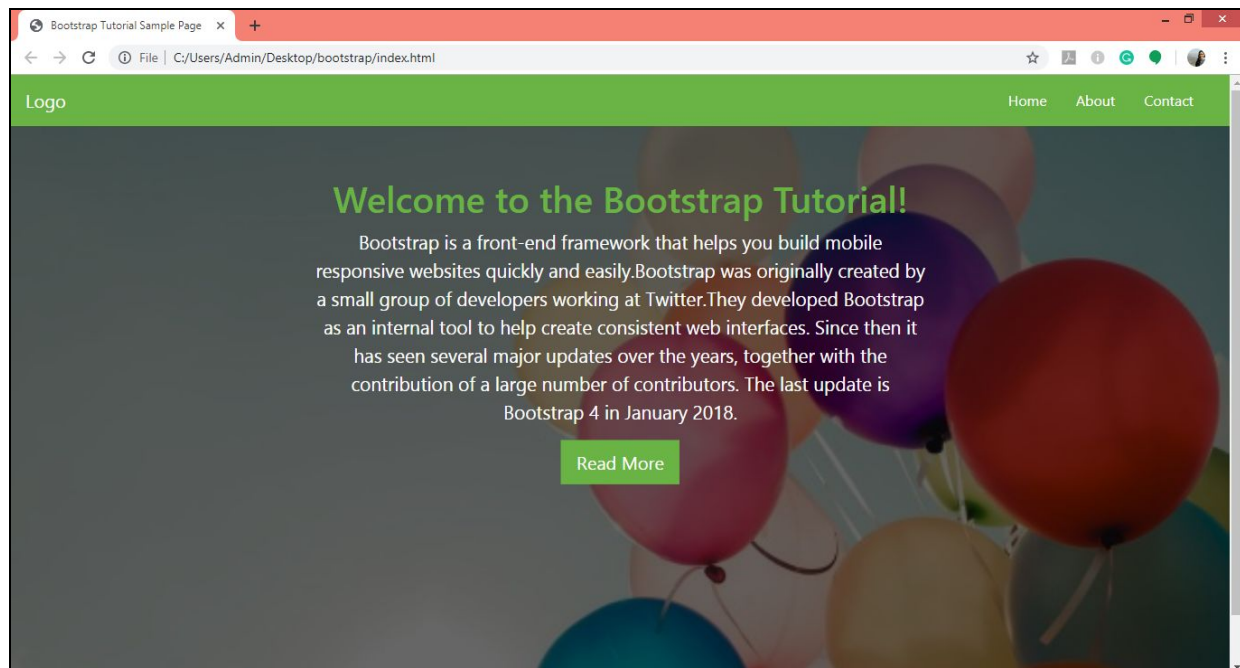 Bootstrap Tutorial Sample Page
File | C:/Users/Admin/Desktop/bootstrap/index.html
Logo
Home About Contact
Welcome to the Bootstrap Tutorial!
Bootstrap is a front-end framework that helps you build mobile
responsive websites quickly and easily.Bootstrap was originally created by
a small group of developers working at Twitter.They developed Bootstrap
as an internal tool to help create consistent web interfaces. Since then it
has seen several major updates over the years, together with the
contribution of a large number of contributors. The last update is
Bootstrap 4 in January 2018.
Read More